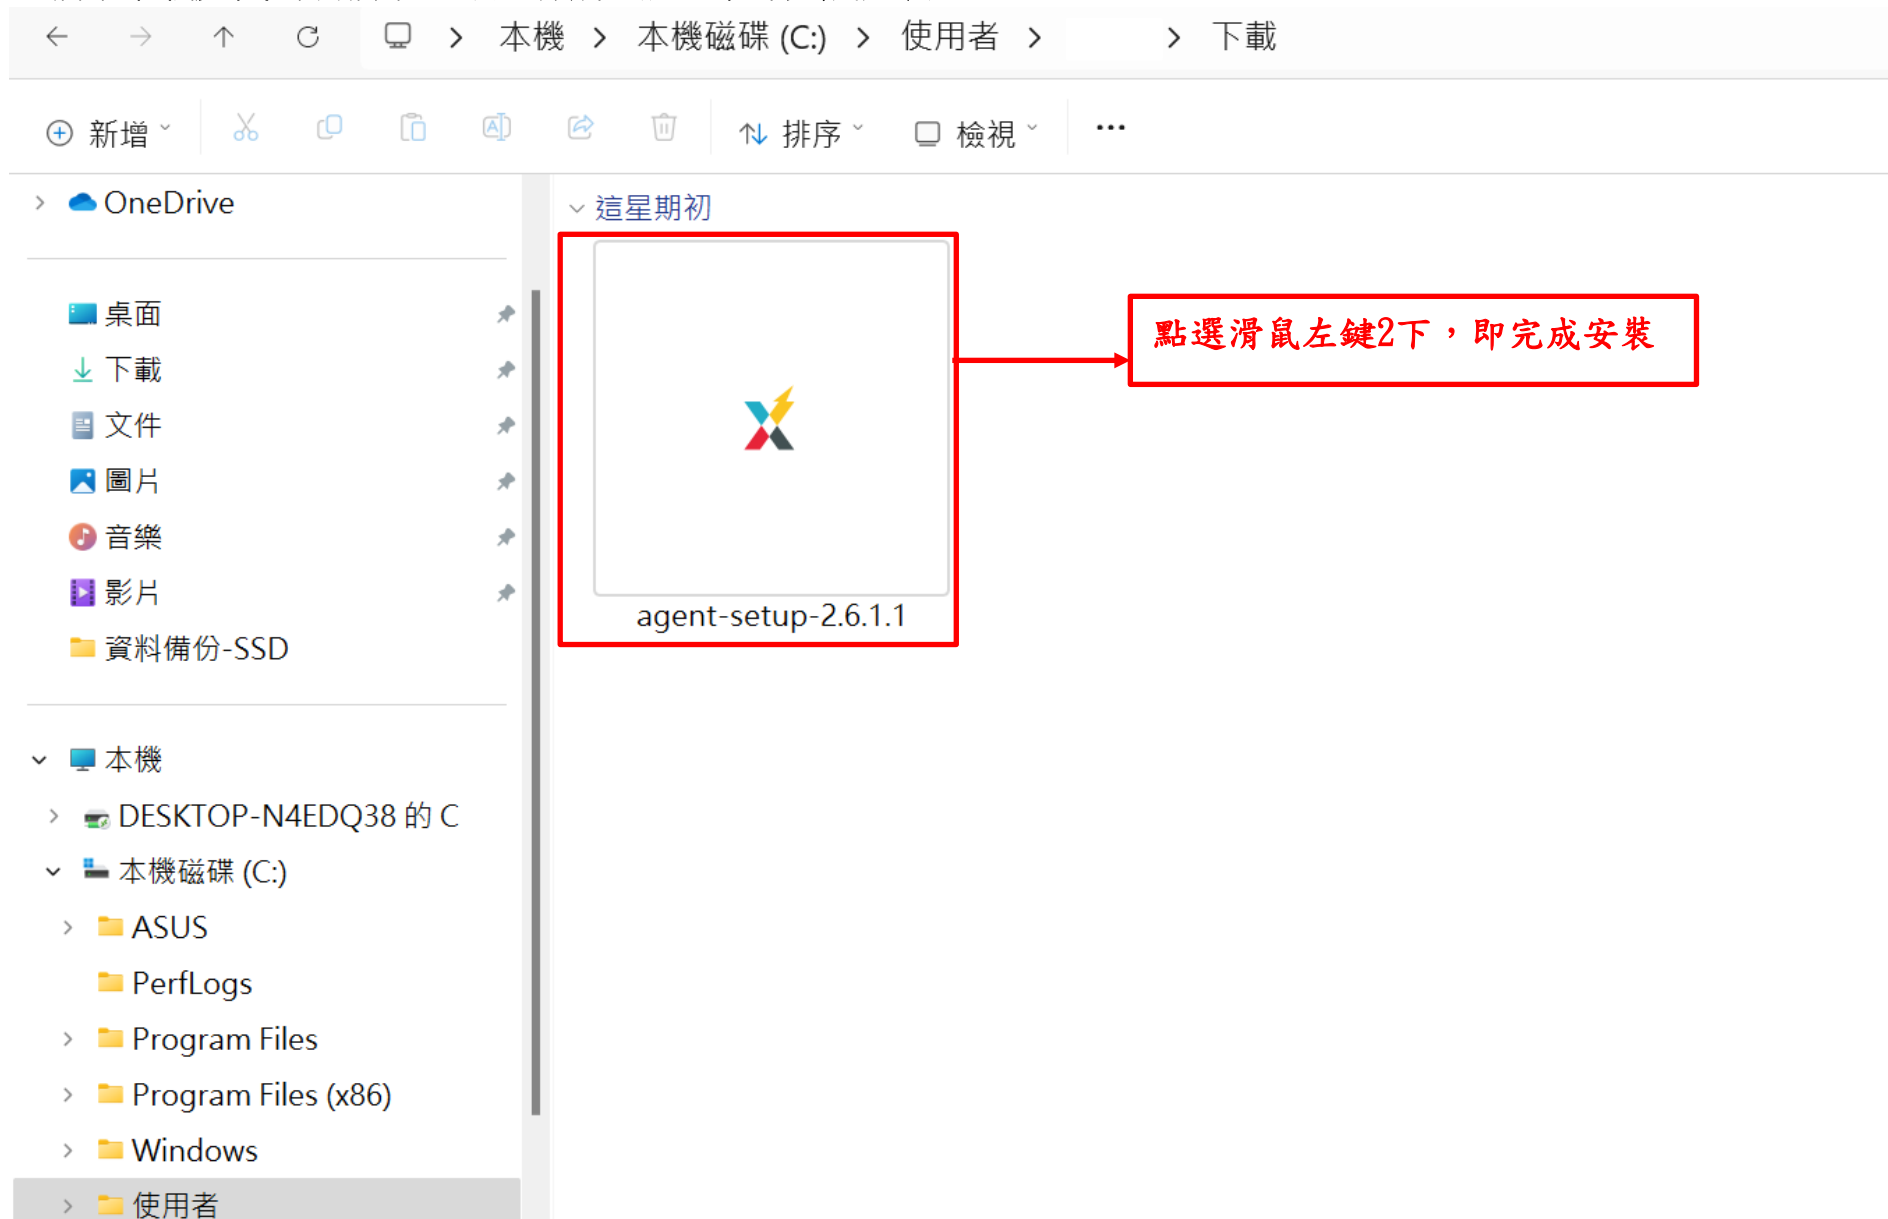 本機 本機磁碟 (C:) 使用者 下載
新增 排序 檢視
OneDrive
這星期初
桌面
點選滑鼠左鍵2下，即完成安裝
下載
文件
圖片
音樂
影片
agent-setup-2.6.1.1
資料備份-SSD
本機
DESKTOP-N4EDQ38 的 C
本機磁碟 (C:)
ASUS
PerfLogs
Program Files
Program Files (x86)
Windows
使用者